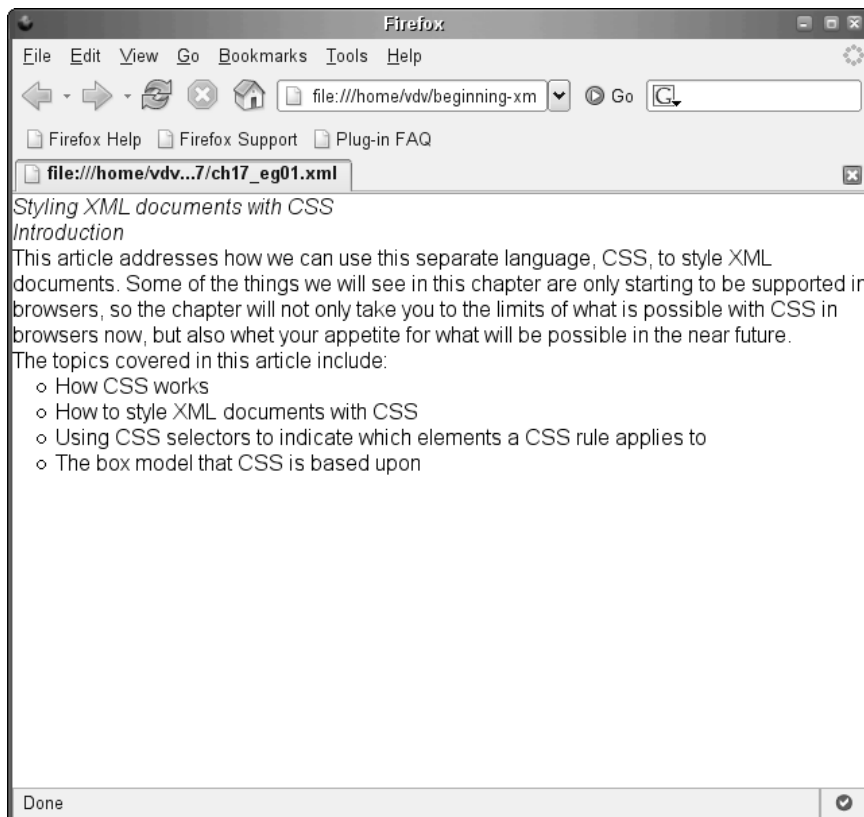 Firefox
File Edit View Go Bookmarks Tools Help
file:///home/vdv/beginning-xm Go G
Firefox Help Firefox Support Plug-in FAQ
file:///home/vdv...7/ch17_eg01.xml
Styling XML documents with CSS
Introduction
This article addresses how we can use this separate language, CSS, to style XML
documents. Some of the things we will see in this chapter are only starting to be supported in
browsers, so the chapter will not only take you to the limits of what is possible with CSS in
browsers now, but also whet your appetite for what will be possible in the near future.
The topics covered in this article include:
How CSS works
How to style XML documents with CSS
Using CSS selectors to indicate which elements a CSS rule applies to
The box model that CSS is based upon
Done